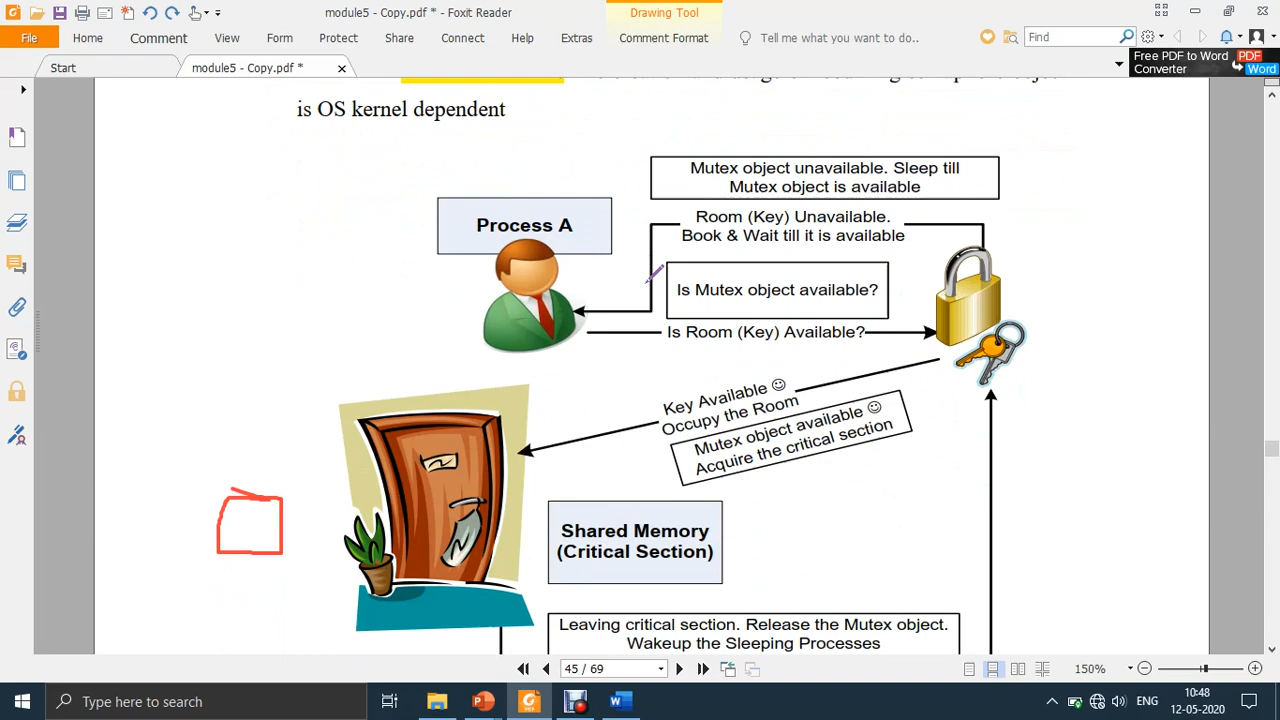 module5 - Copy.pdf * - Foxit Reader
Drawing Tool
File Home Comment View Form Protect Connect Help Extras Comment Format Tell me what you want to do.. Find
Start module5 - Copy.pdf *
Free PDF to Word Converter PDF Word
is OS kernel dependent
Mutex object unavailable. Sleep till
Mutex object is available
Process A
Room (Key) Unavailable.
Book & Wait till it is available
Is Mutex object available?
Is Room (Key) Available?
Key Available ☺
Occupy the Room
Mutex object available ☺
Acquire the critical section
Shared Memory
(Critical Section)
Leaving critical section. Release the Mutex object.
Wakeup the Sleeping Processes
45 / 69
150%
Type here to search
ENG
10:48
12-05-2020